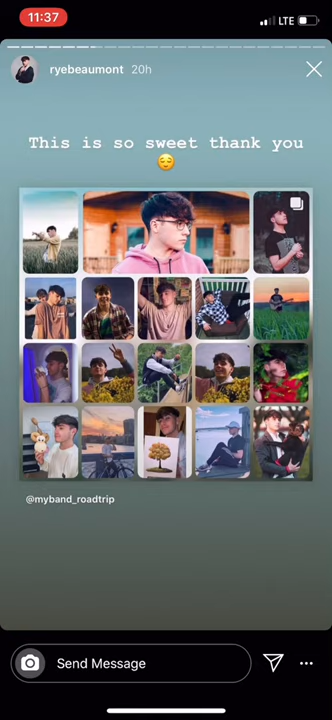 11:37
LTE
ryebeaumont 20h
This is so sweet thank you
@myband_roadtrip
Send Message